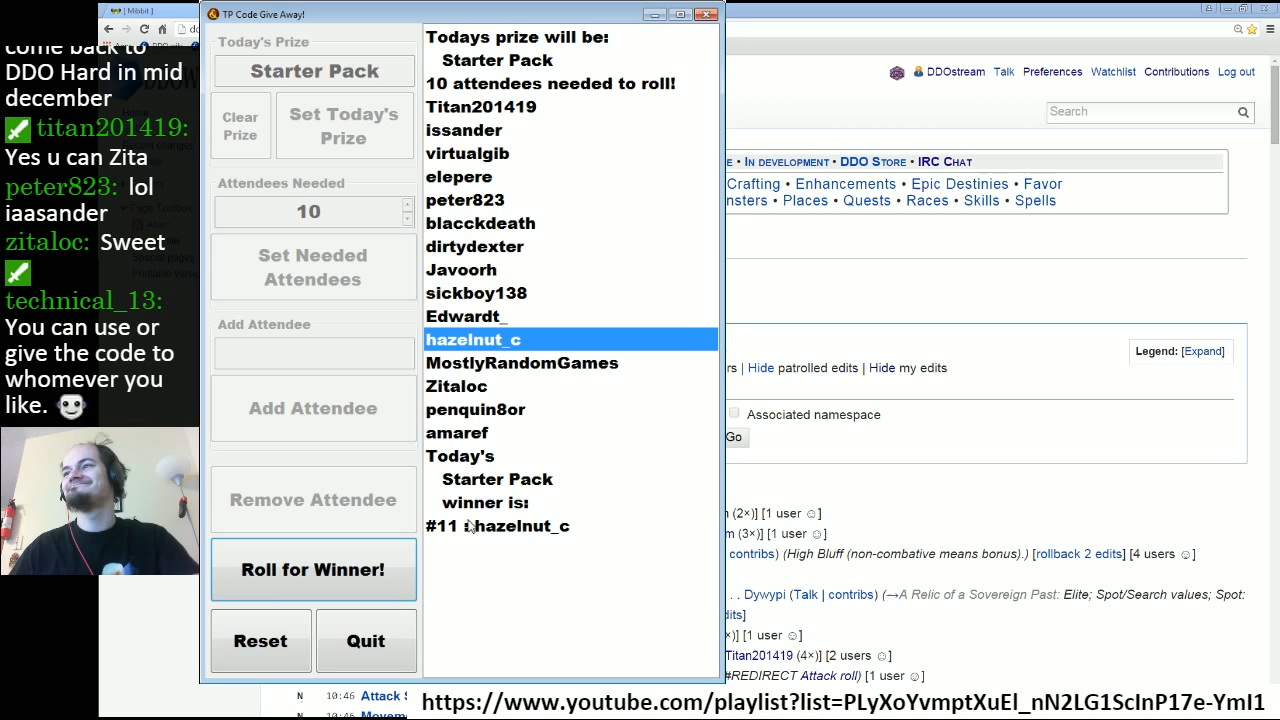 [ Mibbit ]
TP Code Give Away!
come back to
DDO Hard in mid
december
titan201419:
Yes u can Zita
peter823: lol
iaasander
zitaloc: Sweet
technical_13:
You can use or
give the code to
whomever you
like.
Today's Prize
Starter Pack
Clear
Prize
Set Today's
Prize
Attendees Needed
10
Set Needed
Attendees
Add Attendee
Add Attendee
Remove Attendee
Roll for Winner!
Reset
Quit
Todays prize will be:
Starter Pack
10 attendees needed to roll!
Titan201419
issander
virtualgib
elepere
peter823
blacckdeath
dirtydexter
Javoorh
sickboy138
Edwardt_
hazelnut_c
MostlyRandomGames
Zitaloc
penquin8or
amaref
Today's
Starter Pack
winner is:
#11 : hazelnut_c
DDOstream Talk Preferences Watchlist Contributions Log out
Search
• In development • DDO Store • IRC Chat
Crafting • Enhancements • Epic Destinies • Favor
nsters • Places • Quests • Races • Skills • Spells
Legend: [Expand]
rs | Hide patrolled edits | Hide my edits
Associated namespace
Go
(2×)] [1 user ☺]
m (3×)] [1 user ☺]
contribs) (High Bluff (non-combative means bonus).) [rollback 2 edits] [4 users ☺]
. . Dywypi (Talk | contribs) (→A Relic of a Sovereign Past: Elite; Spot/Search values; Spot:
dits]
×)] [1 user ☺]
Titan201419 (4×)] [2 users ☺]
#REDIRECT Attack roll)] [1 user ☺]
N 10:46 Attack
N 10:46 Movem
https://www.youtube.com/playlist?list=PLyXoYvmptXuEl_nN2LG1ScInP17e-YmI1